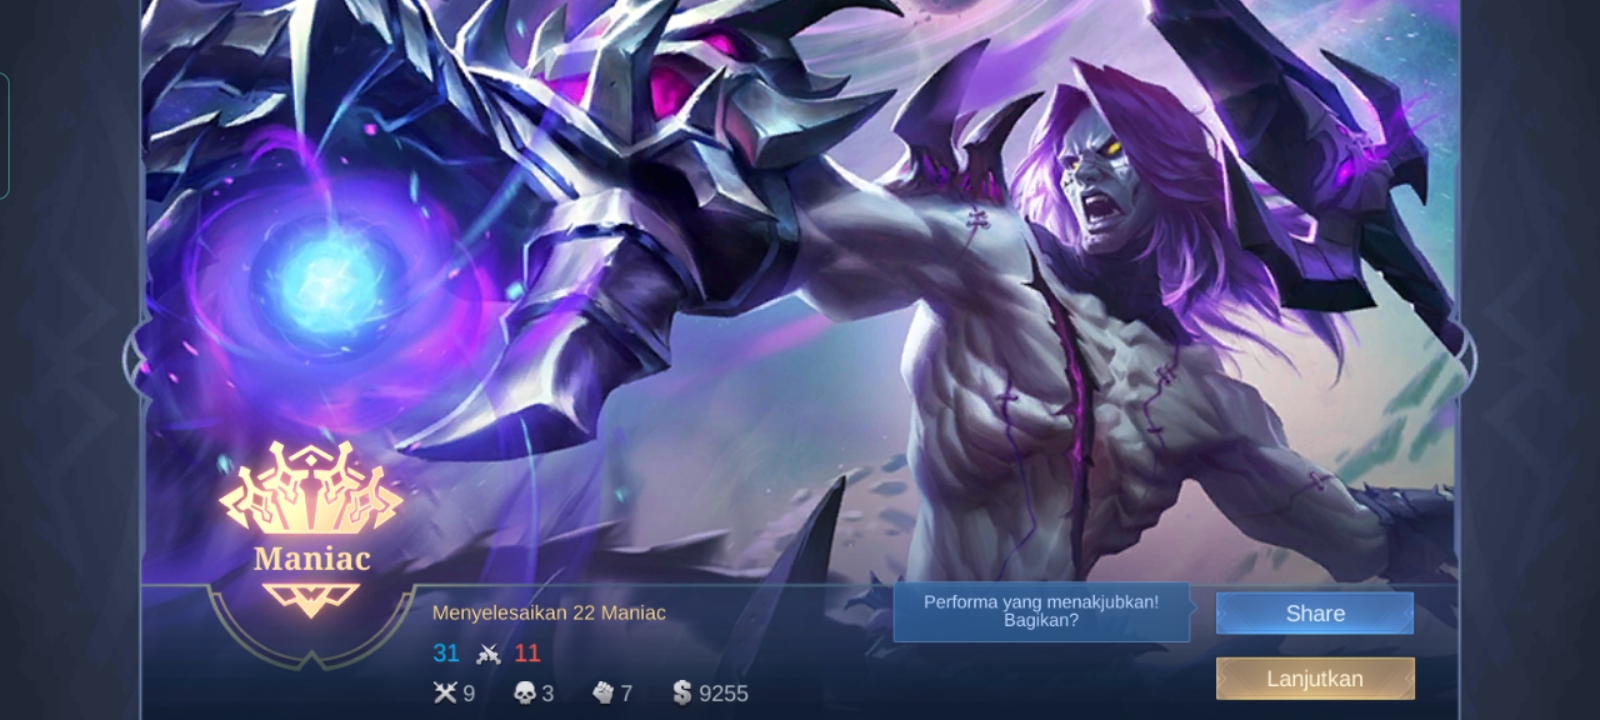 Maniac
Menyelesaikan 22 Maniac
31 11
9 3 7 9255
Performa yang menakjubkan!
Bagikan?
Share
Lanjutkan